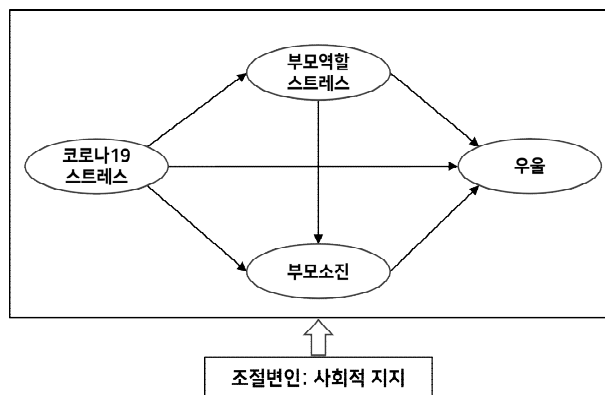 부모역할
스트레스
코로나19
스트레스
우울
부모소진
조절변인: 사회적 지지